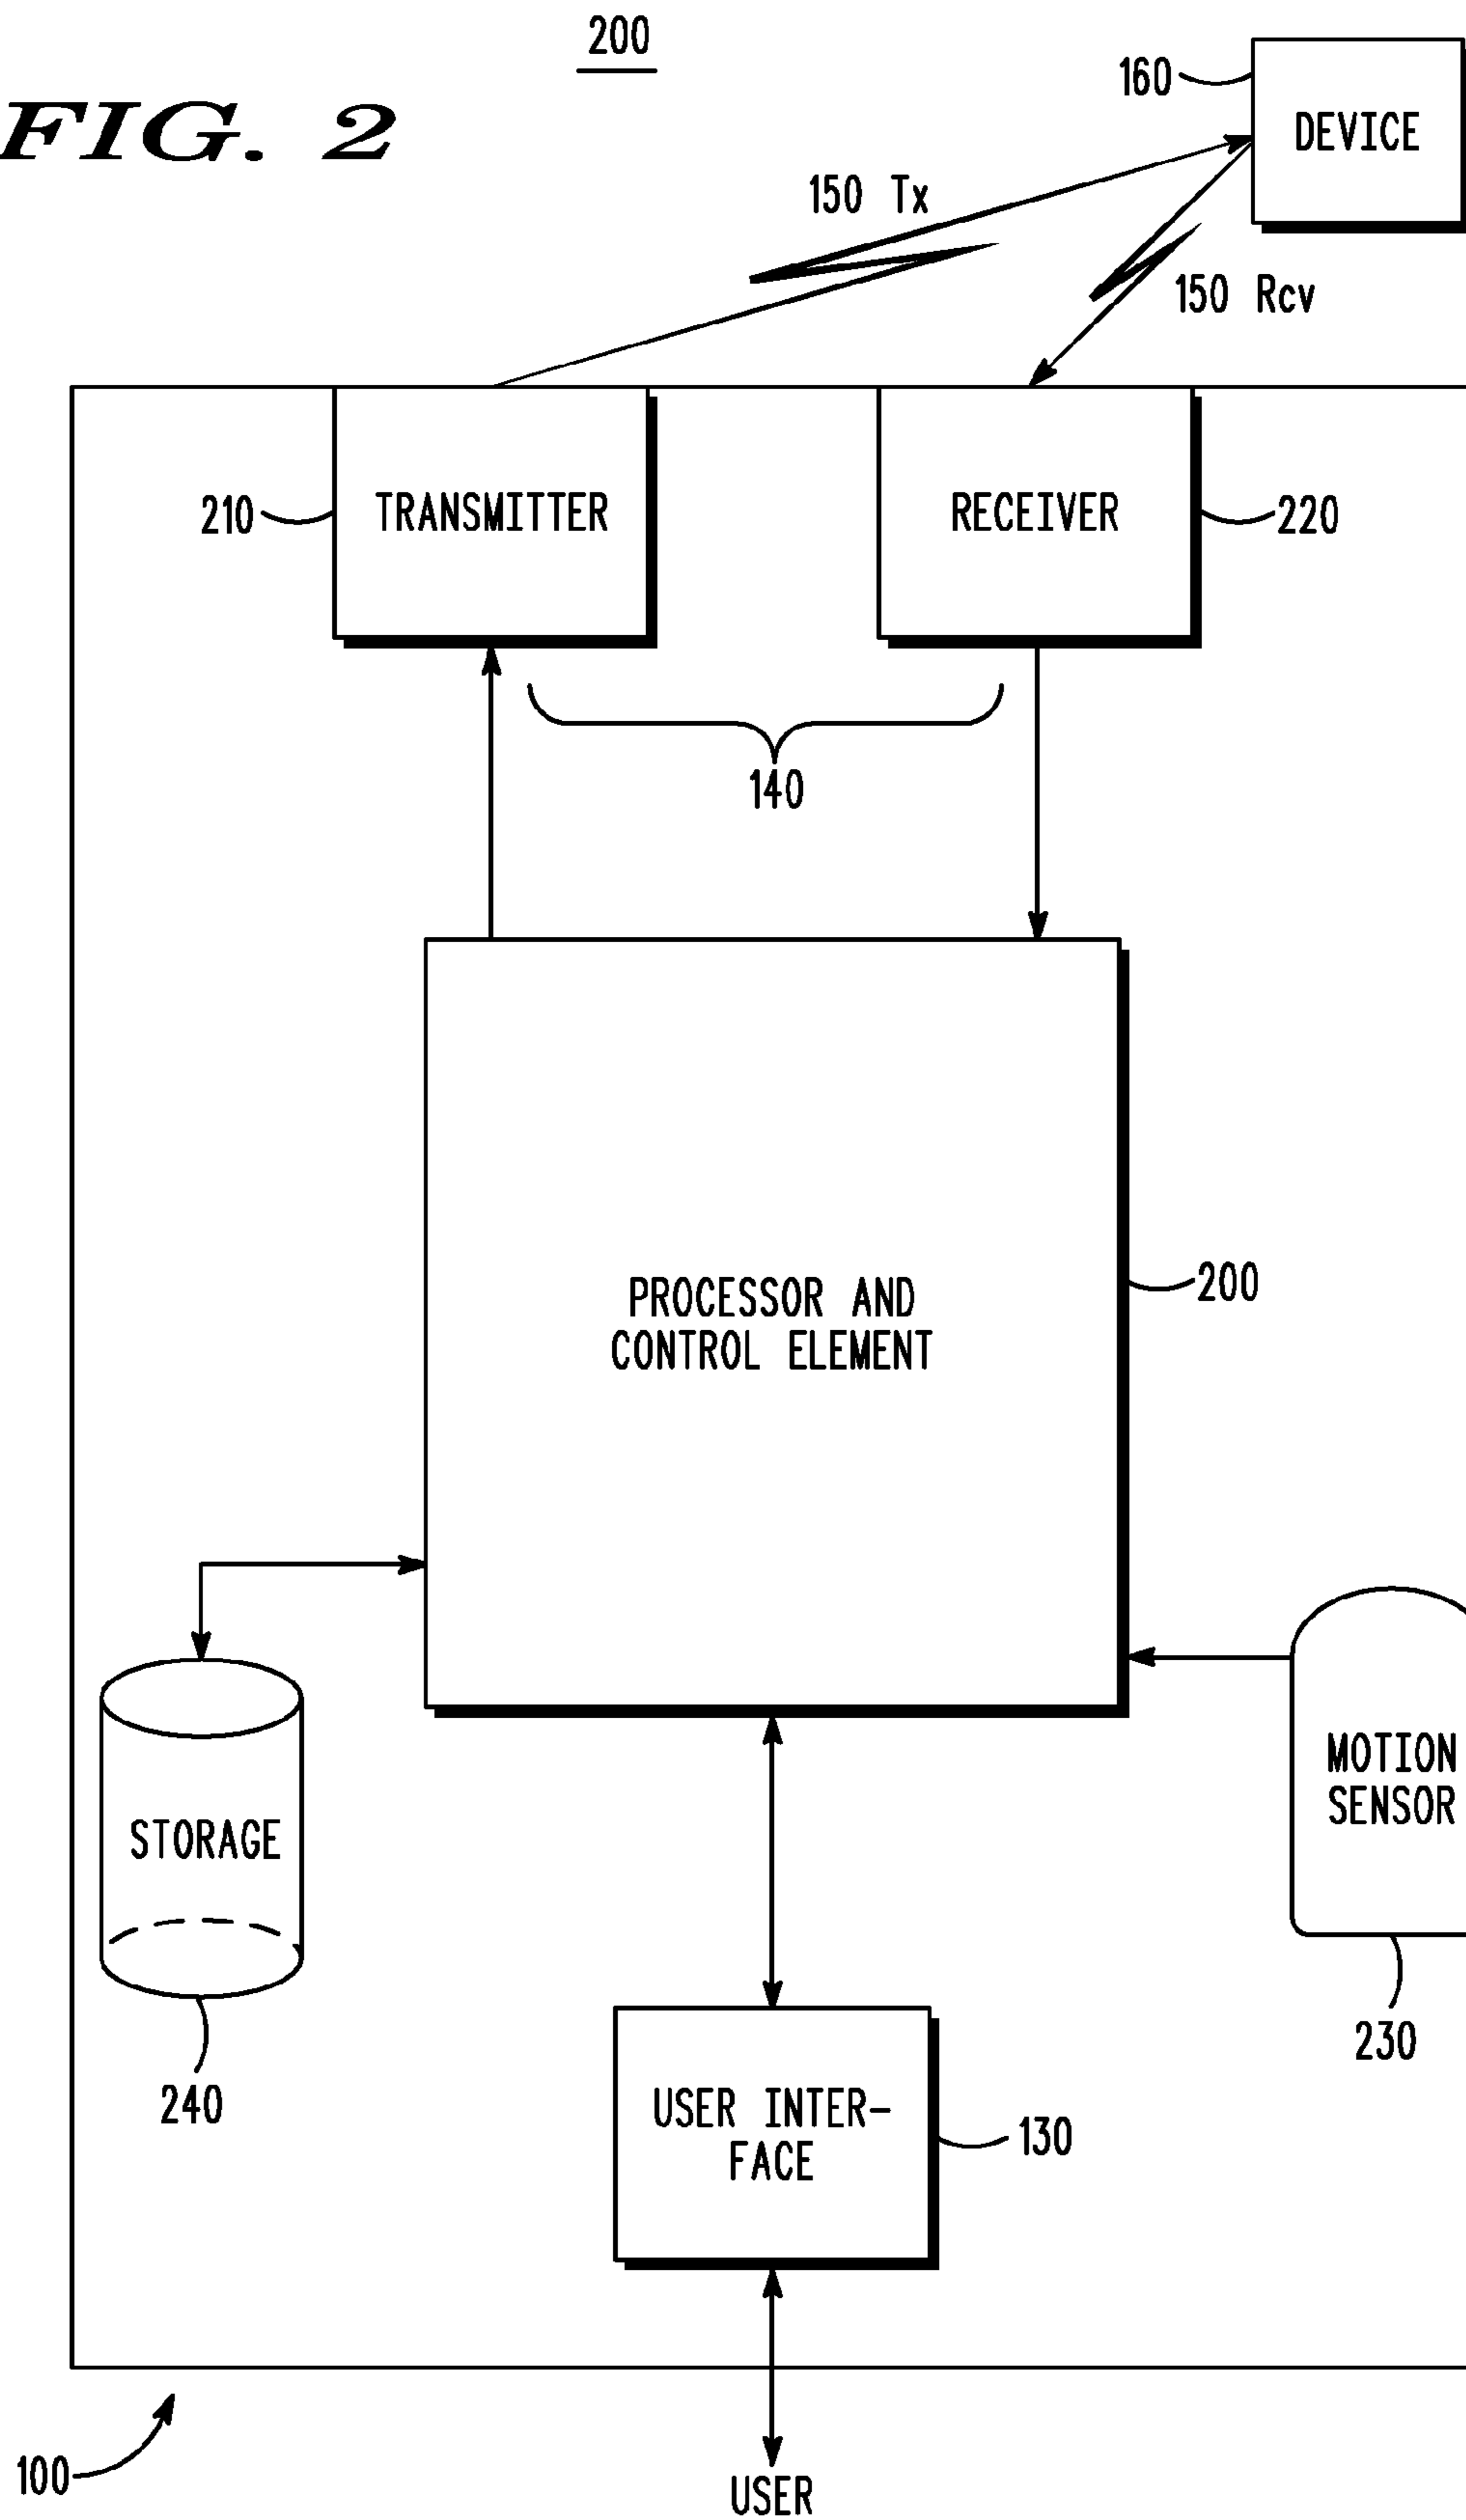 200
FIG. 2
160
DEVICE
150 Tx
150 Rcv
210
TRANSMITTER
RECEIVER
220
140
PROCESSOR AND
CONTROL ELEMENT
200
MOTION
SENSOR
STORAGE
230
240
USER INTER-
FACE
130
100
USER